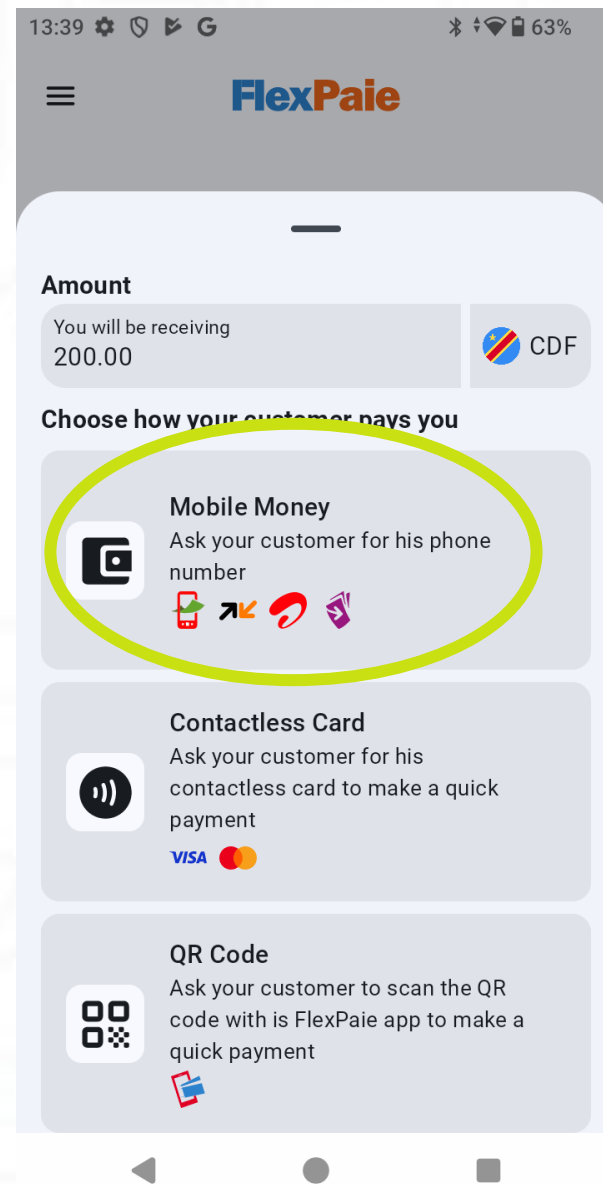 13:39 G 63%
FlexPaie
Amount
You will be receiving
200.00
CDF
Choose how your customer pays you
Mobile Money
Ask your customer for his phone
number
Contactless Card
Ask your customer for his
contactless card to make a quick
payment
VISA
QR Code
Ask your customer to scan the QR
code with is FlexPaie app to make a
quick payment